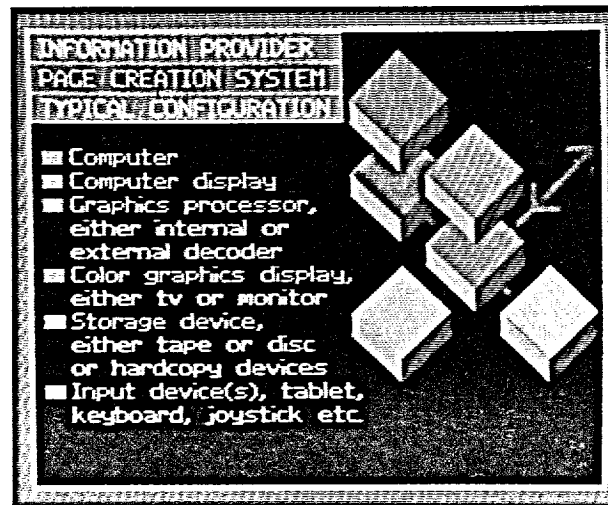 INFORMATION PROVIDER
PAGE CREATION SYSTEM
TYPICAL CONFIGURATION
Computer
Computer display
Graphics processor,
either internal or
external decoder
Color graphics display,
either tv or monitor
Storage device,
either tape or disc
or hardcopy devices
Input device(s), tablet,
keyboard, joystick etc.